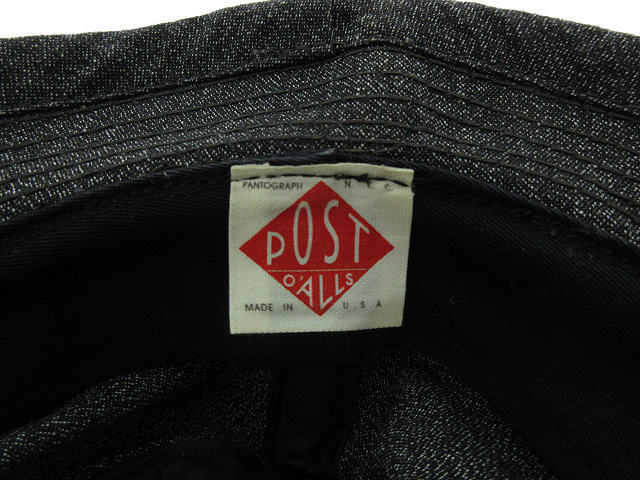 PANTOGRAPH N.Y.C.
POST
O'ALLS
MADE IN U.S.A